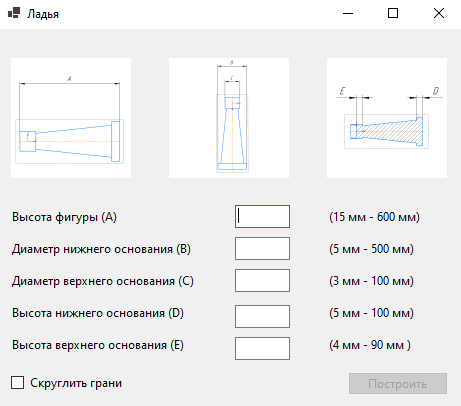 Ладья
A
B
C
E
D
Высота фигуры (A)
(15 мм - 600 мм)
Диаметр нижнего основания (B)
(5 мм - 500 мм)
Диаметр верхнего основания (C)
(3 мм - 100 мм)
Высота нижнего основания (D)
(5 мм - 100 мм)
Высота верхнего основания (E)
(4 мм - 90 мм )
Скруглить грани
Построить